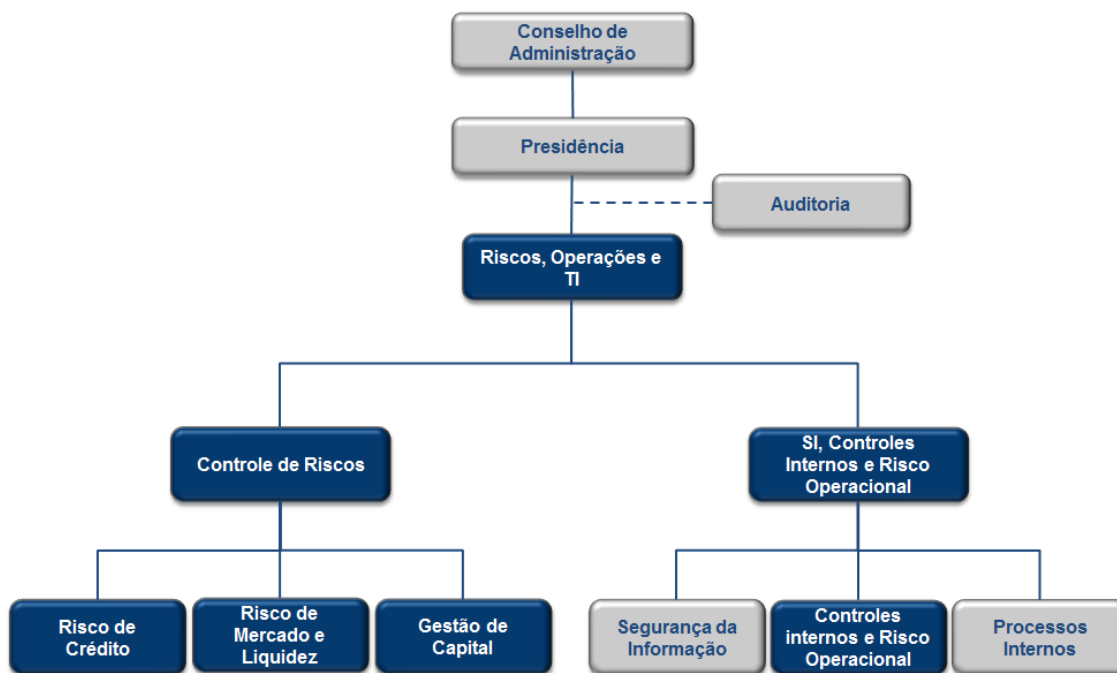 Conselho de
Administração
Presidência
Auditoria
Riscos, Operações e
TI
Controle de Riscos
SI, Controles
Internos e Risco
Operacional
Risco de
Crédito
Risco de
Mercado e
Liquidez
Gestão de
Capital
Segurança da
Informação
Controles
internos e Risco
Operacional
Processos
Internos